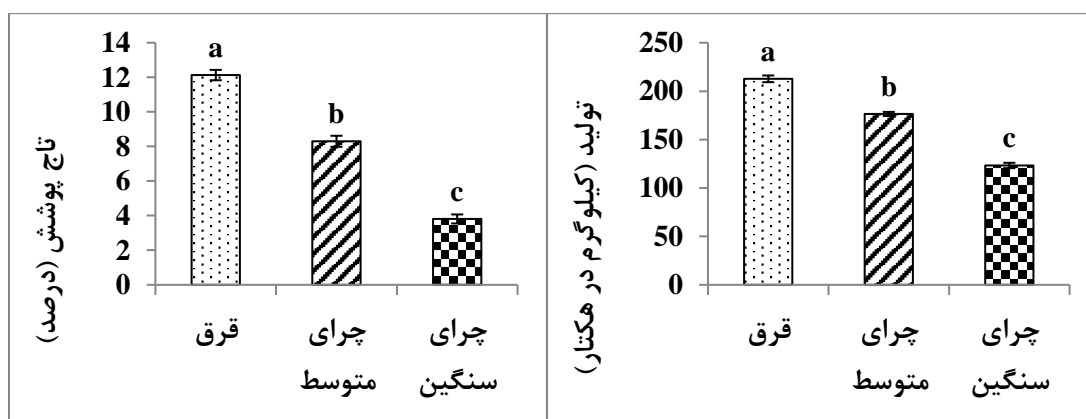 تاج پوشش (درصد)
14
12
10
8
6
4
2
0
a
b
c
قرق
چرای
متوسط
چرای
سنگین
تولید (کیلوگرم در هکتار)
250
200
150
100
50
0
a
b
c
قرق
چرای
متوسط
چرای
سنگین